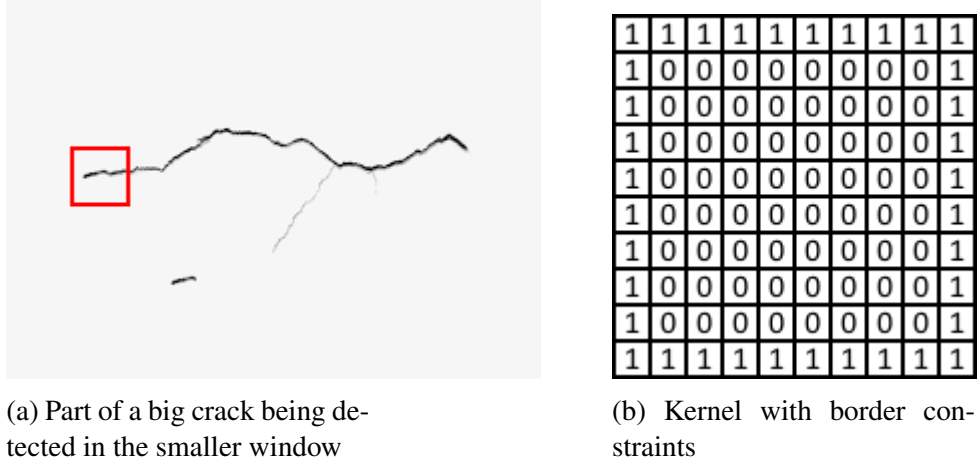 1 1 1 1 1 1 1 1 1 1
1 0 0 0 0 0 0 0 0 1
1 0 0 0 0 0 0 0 0 1
1 0 0 0 0 0 0 0 0 1
1 0 0 0 0 0 0 0 0 1
1 0 0 0 0 0 0 0 0 1
1 0 0 0 0 0 0 0 0 1
1 0 0 0 0 0 0 0 0 1
1 0 0 0 0 0 0 0 0 1
1 1 1 1 1 1 1 1 1 1
(a) Part of a big crack being de-
tected in the smaller window
(b) Kernel with border con-
straints